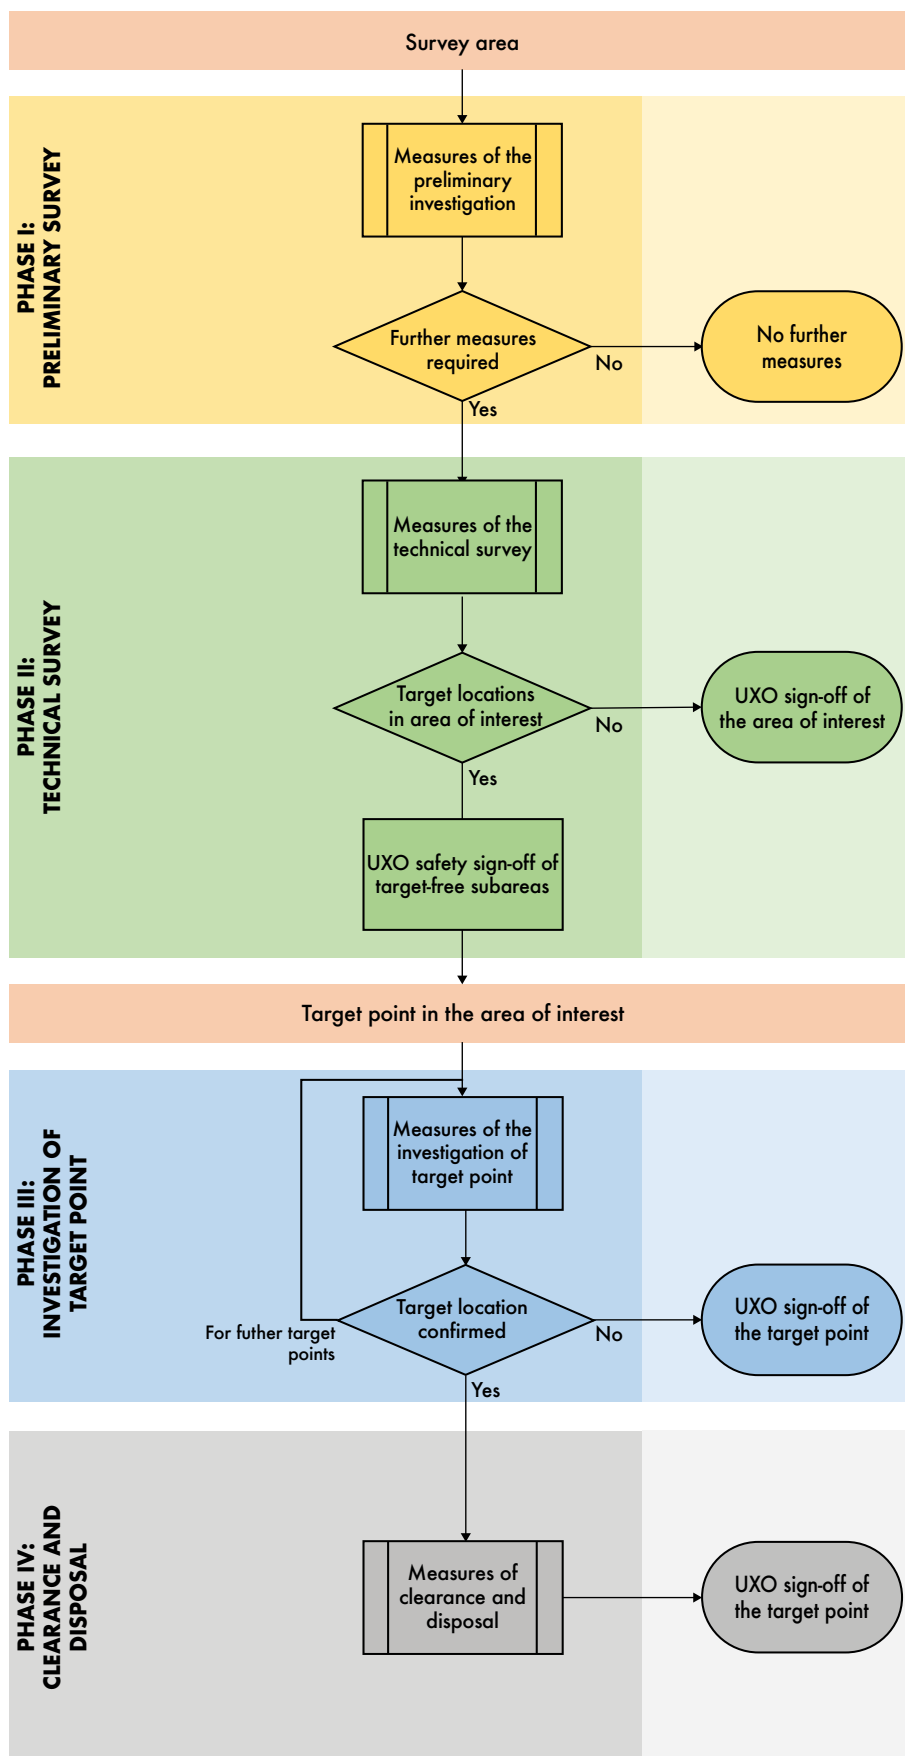 Survey area
PHASE I:
PRELIMINARY SURVEY
Measures of the
preliminary
investigation
Further measures
required
No
No further
measures
Yes
PHASE II:
TECHNICAL SURVEY
Measures of the
technical survey
Target locations
in area of interest
No
UXO sign-off of
the area of interest
Yes
UXO safety sign-off of
target-free subareas
Target point in the area of interest
PHASE III:
INVESTIGATION OF
TARGET POINT
Measures of the
investigation of
target point
Target location
confirmed
For futher target
points
No
UXO sign-off of
the target point
Yes
PHASE IV:
CLEARANCE AND
DISPOSAL
Measures of
clearance and
disposal
UXO sign-off of
the target point